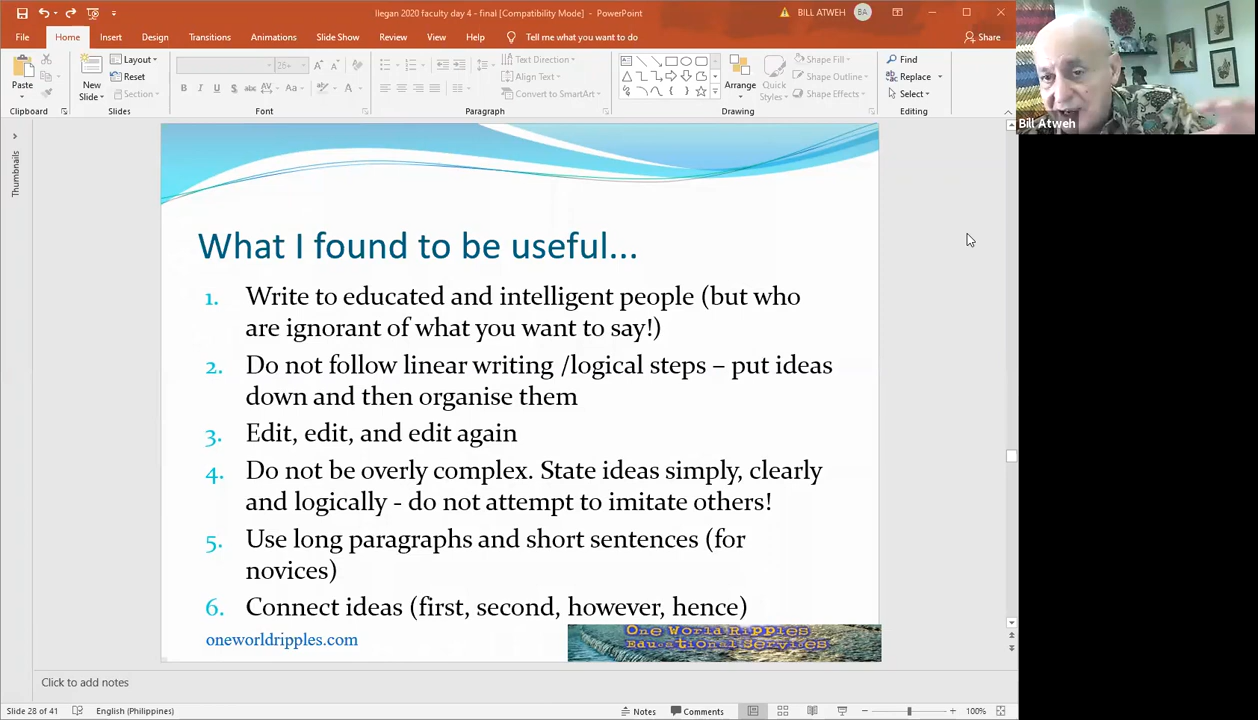 Ilegan 2020 faculty day 4 - final [Compatibility Mode] - PowerPoint
BILL ATWEH
BA
File Home Insert Design Transitions Animations Slide Show Review View Help Tell me what you want to do Share
Paste
Clipboard
New Slide
Layout
Reset
Section
Slides
Font
Text Direction
Align Text
Convert to SmartArt
Paragraph
Arrange
Quick Styles
Shape Fill
Shape Outline
Shape Effects
Drawing
Find
Replace
Select
Editing
Bill Atweh
Thumbnails
What I found to be useful...
1. Write to educated and intelligent people (but who
are ignorant of what you want to say!)
2. Do not follow linear writing /logical steps – put ideas
down and then organise them
3. Edit, edit, and edit again
4. Do not be overly complex. State ideas simply, clearly
and logically - do not attempt to imitate others!
5. Use long paragraphs and short sentences (for
novices)
6. Connect ideas (first, second, however, hence)
oneworldripples.com
One World Ripples
Educational Services
Click to add notes
Slide 28 of 41 English (Philippines) Notes Comments 100%